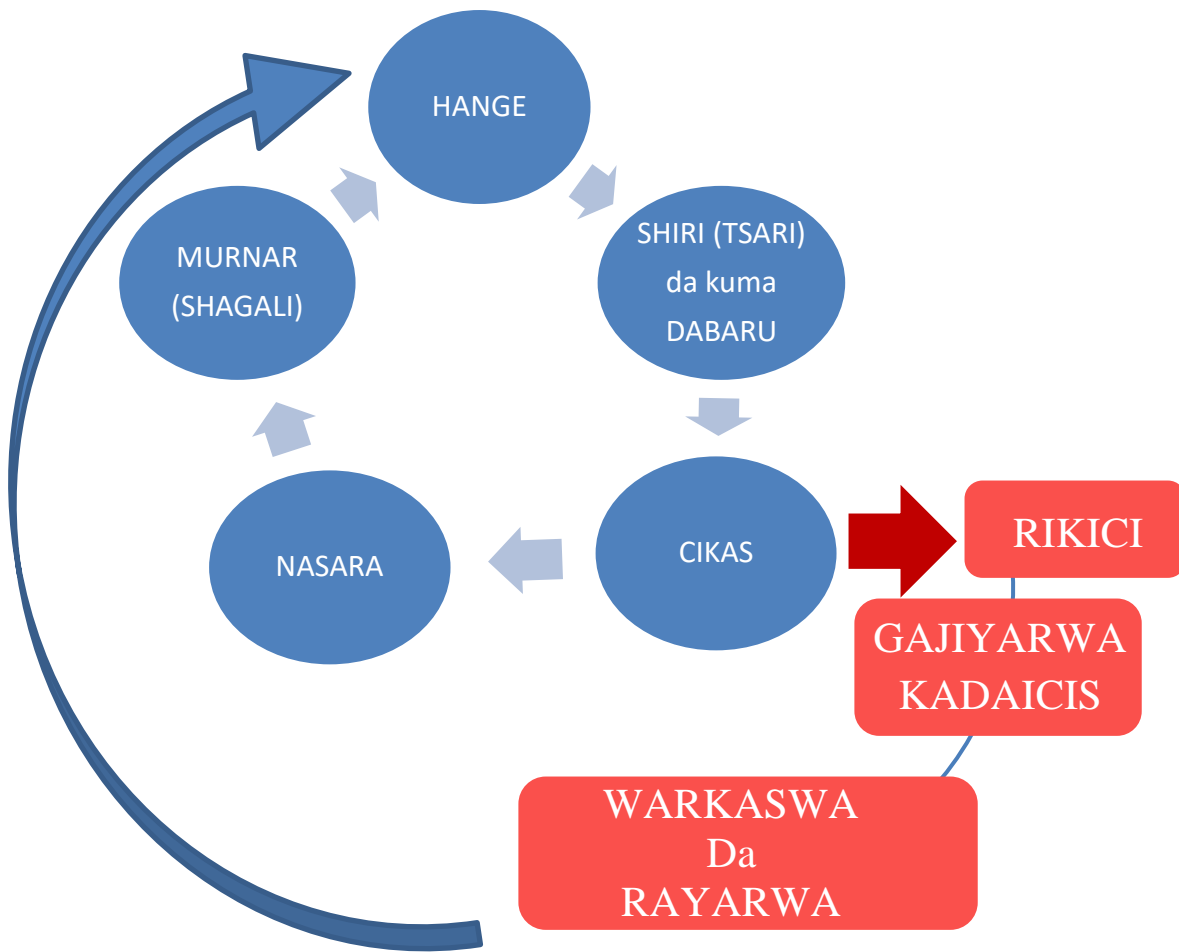 HANGE
SHIRI (TSARI)
da kuma
DABARU
CIKAS
NASARA
MURNAR
(SHAGALI)
RIKICI
GAJIYARWA
KADAICIS
WARKASWA
Da
RAYARWA